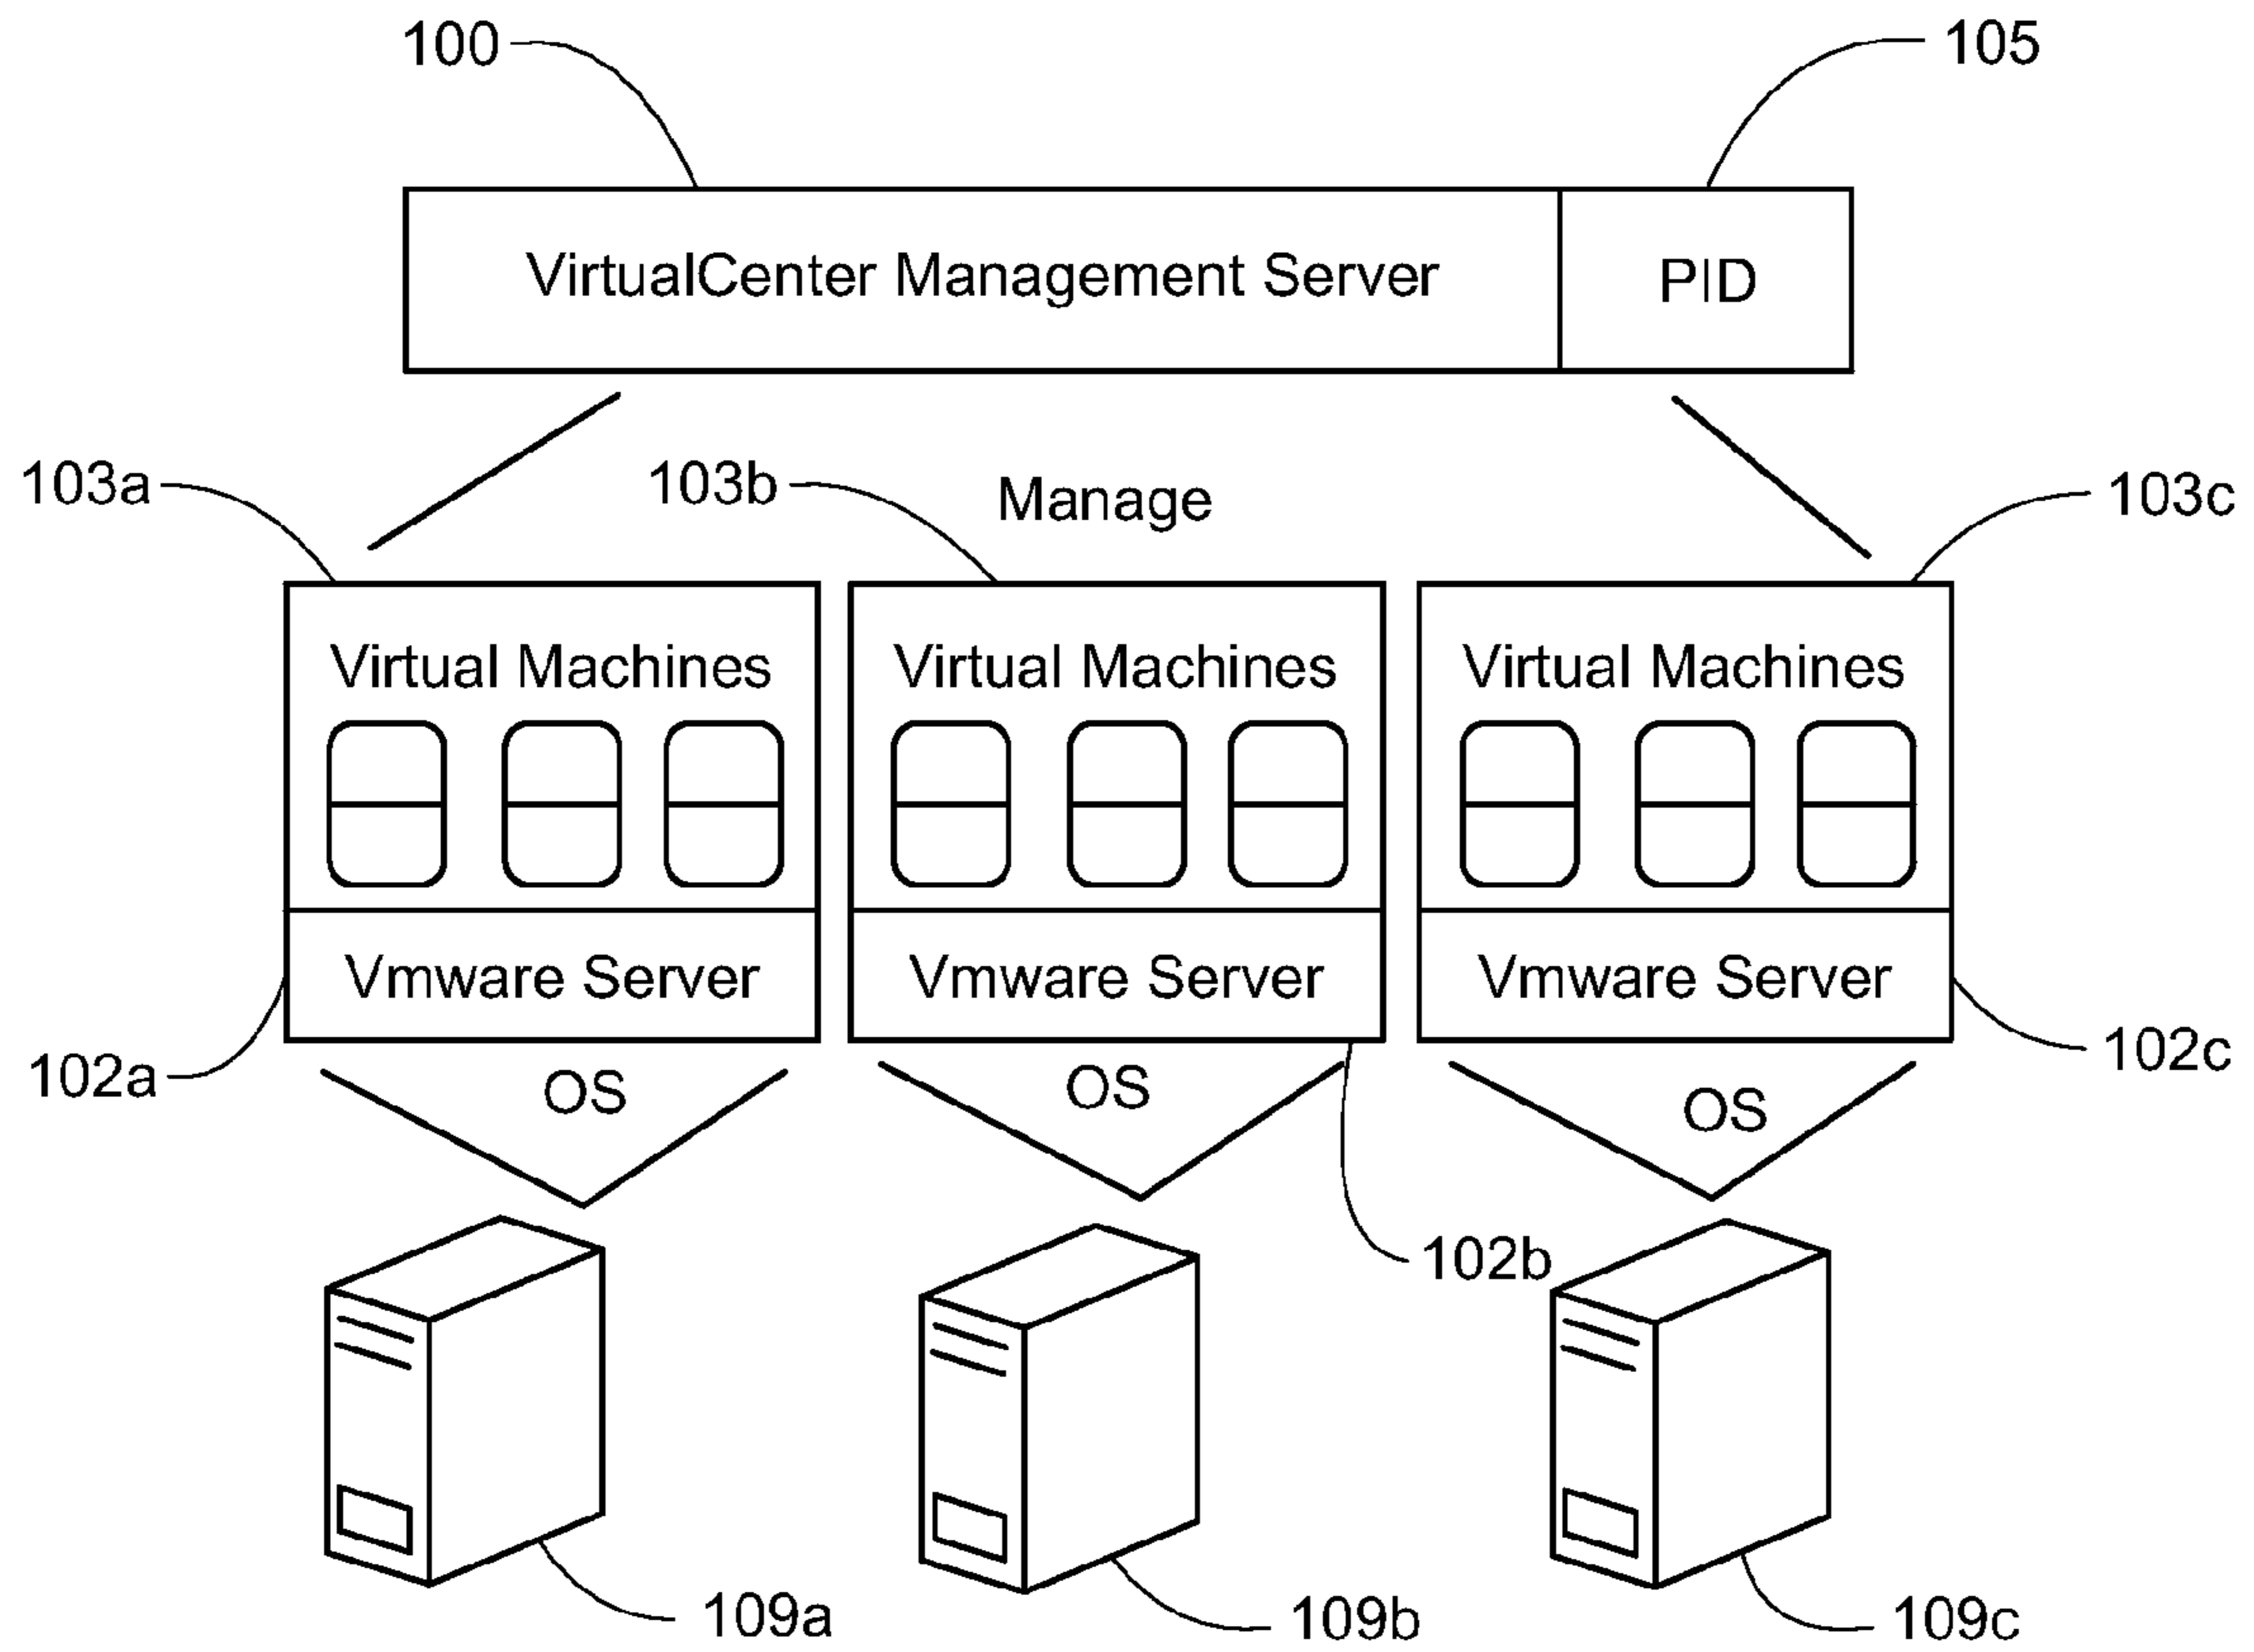 100
105
VirtualCenter Management Server
PID
103a
103b
Manage
103c
Virtual Machines
Virtual Machines
Virtual Machines
Vmware Server
Vmware Server
Vmware Server
102a
OS
OS
OS
102c
102b
109a
109b
109c